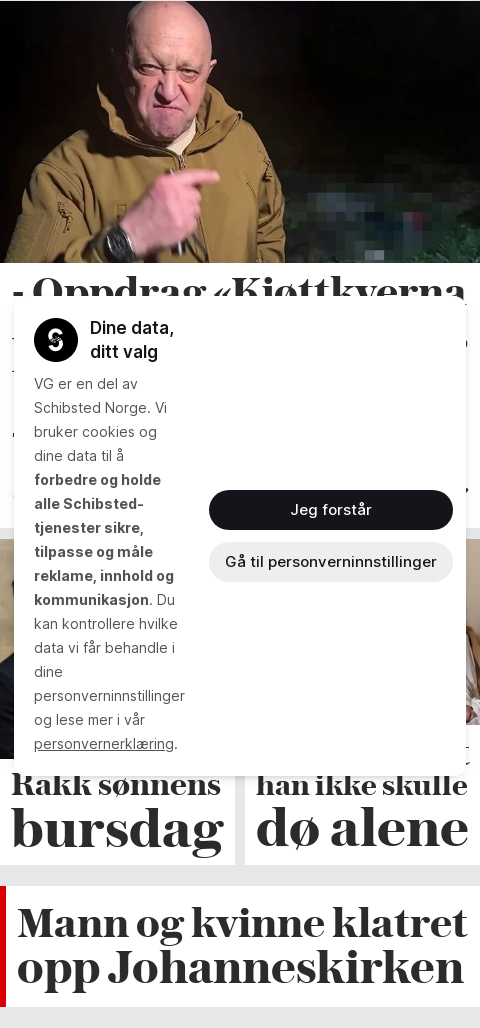 - Oppdrag «Kjøttkverna
Dine data,
ditt valg
VG er en del av
Schibsted Norge. Vi
bruker cookies og
dine data til å
forbedre og holde
alle Schibsted-
tjenester sikre,
tilpasse og måle
reklame, innhold og
kommunikasjon. Du
kan kontrollere hvilke
data vi får behandle i
dine
personverninnstillinger
og lese mer i vår
personvernerklæring.
Jeg forstår
Gå til personverninnstillinger
Rakk sønnens
bursdag
han ikke skulle
dø alene
Mann og kvinne klatret
opp Johanneskirken